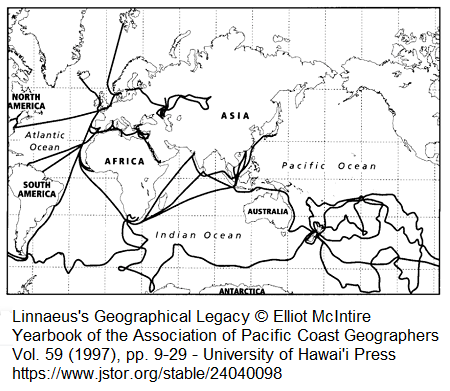 NORTH
AMERICA
ASIA
Atlantic
Ocean
AFRICA
Pacific Ocean
SOUTH
AMERICA
AUSTRALIA
Indian Ocean
ANTARCTICA
Linnaeus's Geographical Legacy © Elliot McIntire
Yearbook of the Association of Pacific Coast Geographers
Vol. 59 (1997), pp. 9-29 - University of Hawai'i Press
https://www.jstor.org/stable/24040098